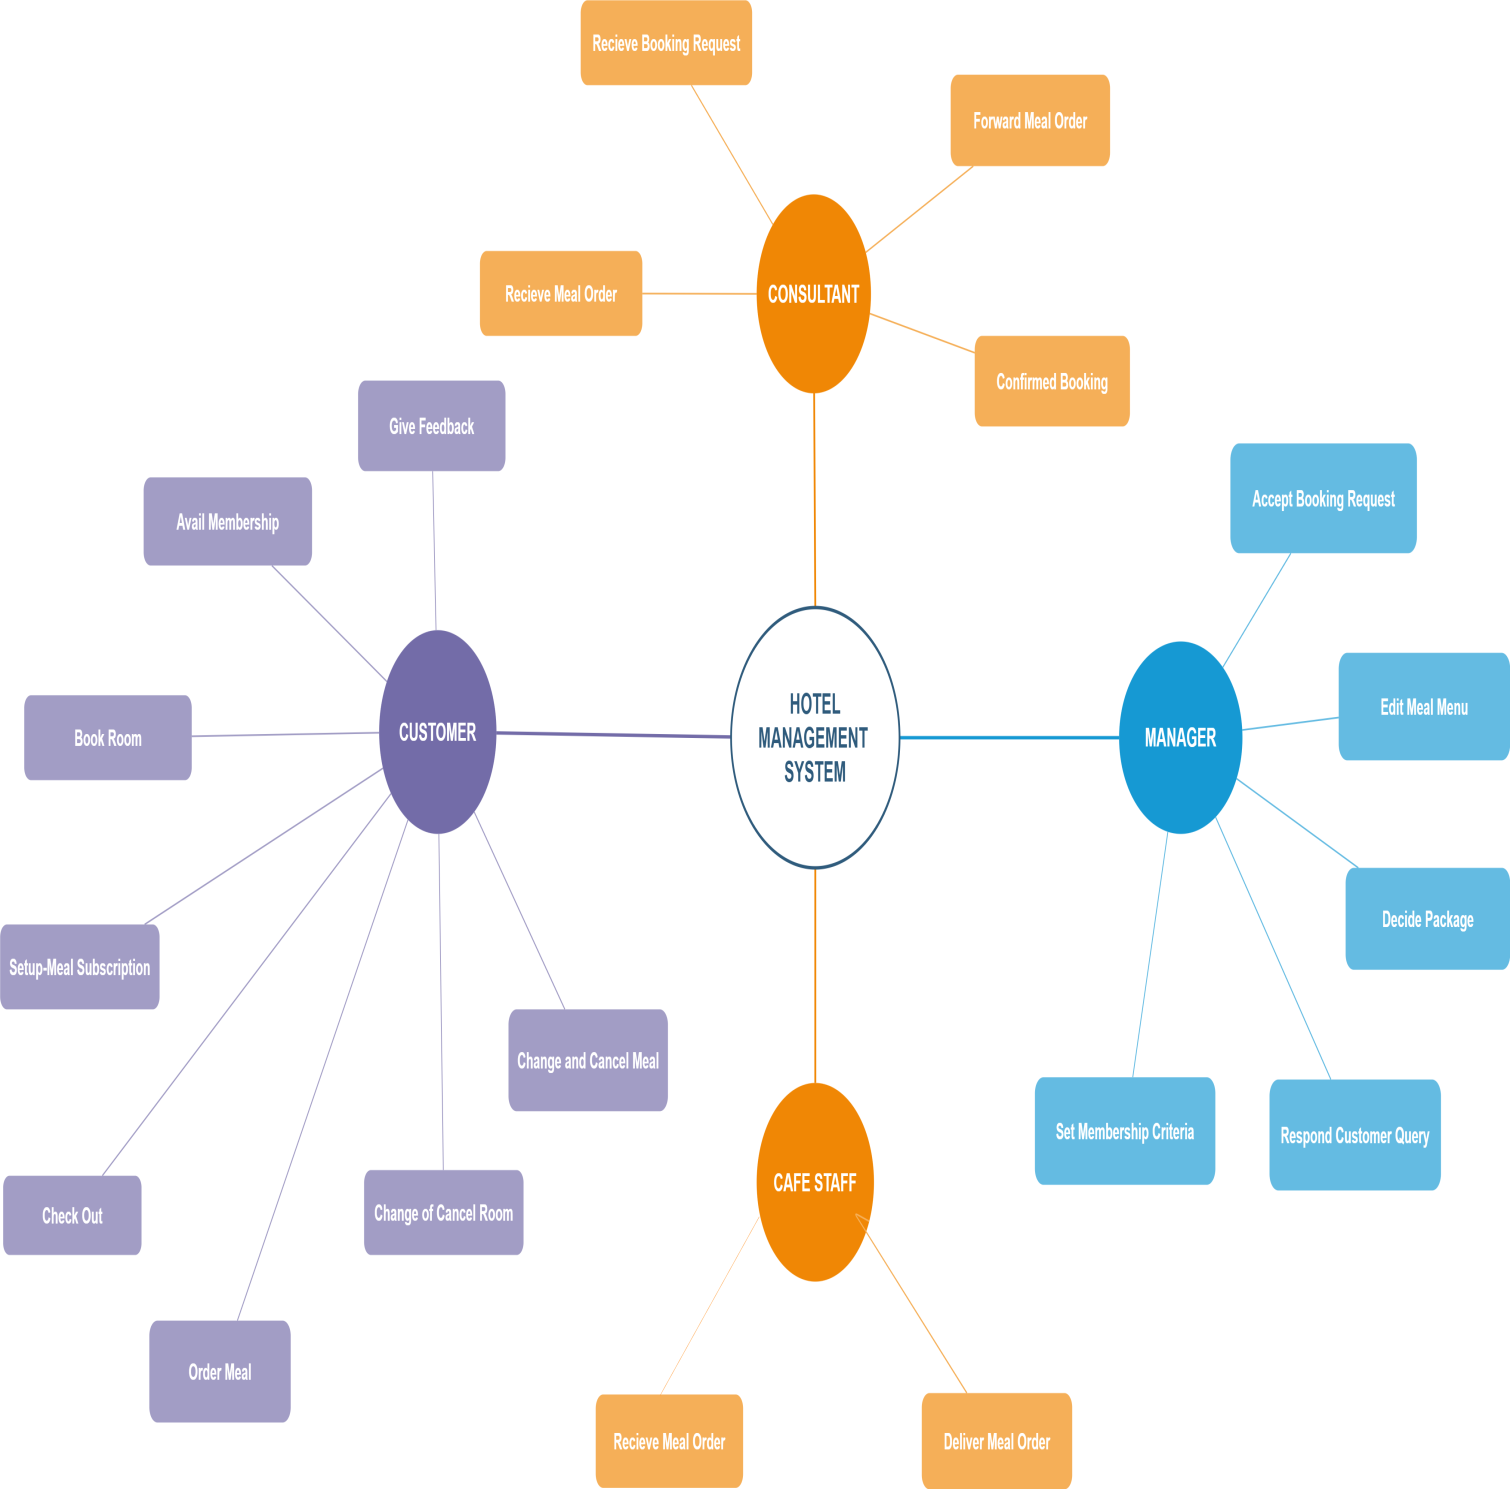 Recieve Booking Request
Forward Meal Order
CONSULTANT
Recieve Meal Order
Confirmed Booking
Give Feedback
Avail Membership
Accept Booking Request
HOTEL
MANAGEMENT
SYSTEM
CUSTOMER
MANAGER
Edit Meal Menu
Book Room
Decide Package
Setup-Meal Subscription
Change and Cancel Meal
Set Membership Criteria
Respond Customer Query
CAFE STAFF
Check Out
Change of Cancel Room
Order Meal
Recieve Meal Order
Deliver Meal Order